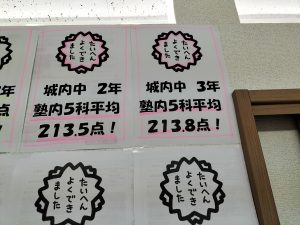 たいへん
よくでき
ました
城内中 2年
塾内5科平均
213.5点！
たいへん
よくでき
ました
城内中 3年
塾内5科平均
213.8点！
年
均
点！
たいへん
よくでき
ました
たいへん
よくでき
ました